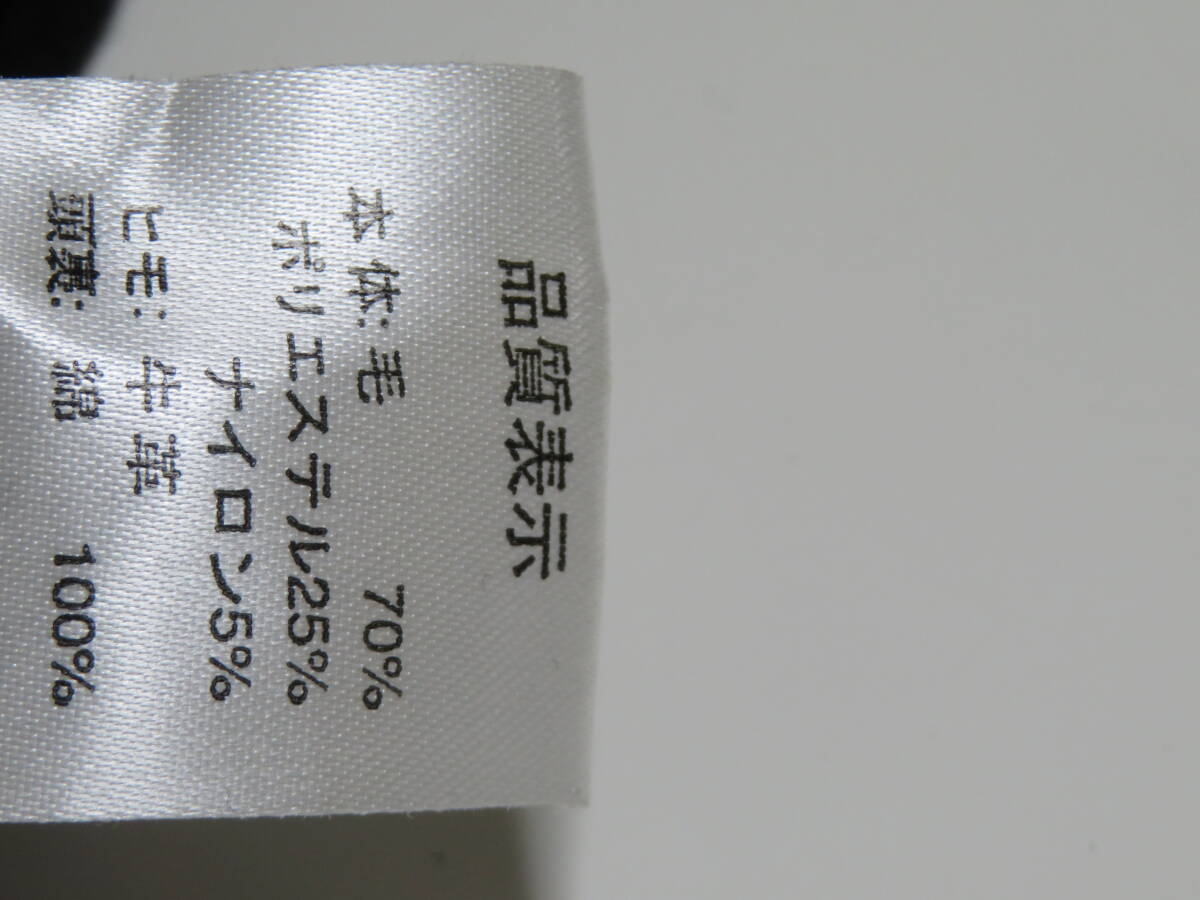 品質表示
本体:毛 70%
ポリエステル25%
ナイロン5%
ヒモ:牛革
頭裏:綿 100%